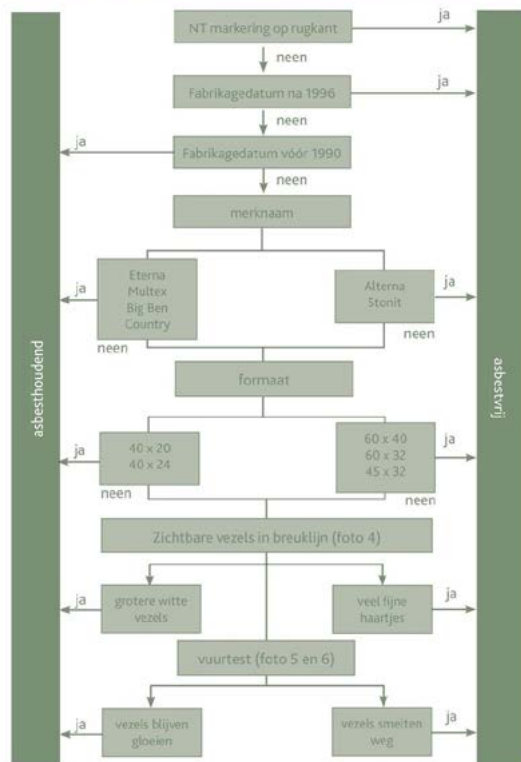 NT markering op rugkant
ja
neen
Fabrikagedatum na 1996
ja
neen
ja
Fabrikagedatum vóór 1990
neen
merknaam
ja
Eterna
Multex
Big Ben
Country
neen
Alterna
Stonit
ja
neen
formaat
ja
40 x 20
40 x 24
neen
60 x 40
60 x 32
45 x 32
ja
neen
Zichtbare vezels in breuklijn (foto 4)
ja
grotere witte
vezels
veel fijne
haartjes
ja
vuurtest (foto 5 en 6)
ja
vezels blijven
gloeien
vezels smelten
weg
ja
asbesthoudend
asbestvrij